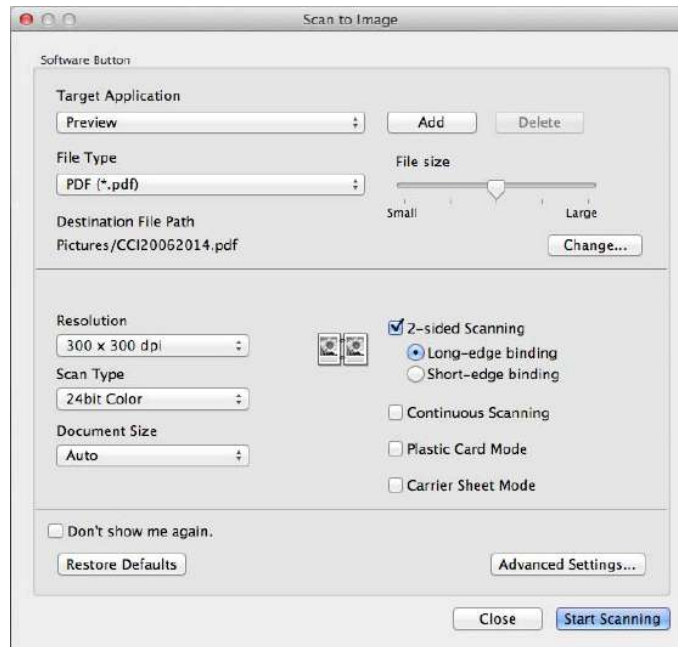 Scan to Image
Software Button
Target Application
Preview
Add
Delete
File Type
File size
PDF (*.pdf)
Small
Large
Destination File Path
Pictures/CCI20062014.pdf
Change...
Resolution
300 x 300 dpi
2-sided Scanning
Long-edge binding
Scan Type
Short-edge binding
24bit Color
Continuous Scanning
Document Size
Auto
Plastic Card Mode
Carrier Sheet Mode
Don't show me again.
Restore Defaults
Advanced Settings...
Close
Start Scanning